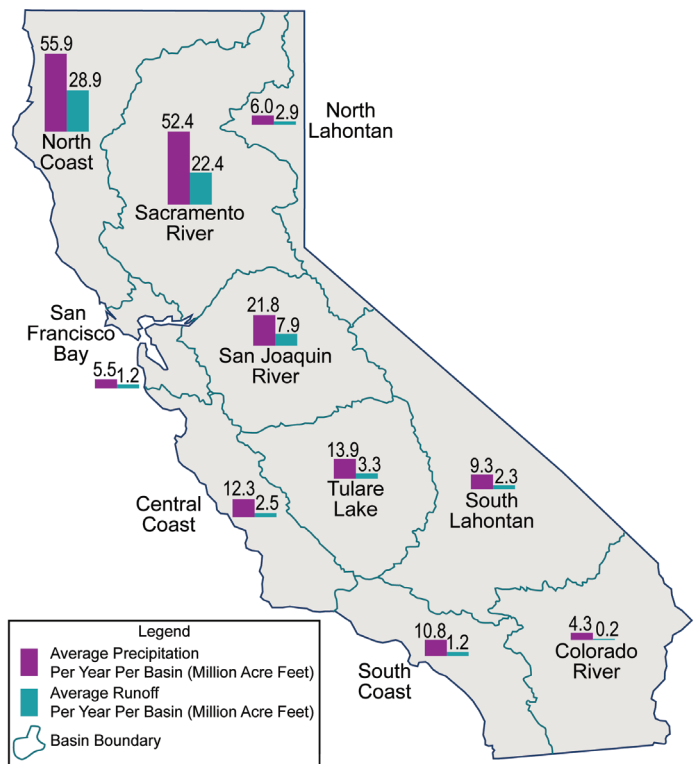 55.9
28.9
North
Coast
52.4
22.4
Sacramento
River
6.0 2.9
North
Lahontan
San
Francisco
Bay
5.5 1.2
21.8
7.9
San Joaquin
River
13.9
3.3
Tulare
Lake
9.3
2.3
South
Lahontan
12.3
2.5
Central
Coast
10.8
1.2
South
Coast
4.3 0.2
Colorado
River
Legend
Average Precipitation
Per Year Per Basin (Million Acre Feet)
Average Runoff
Per Year Per Basin (Million Acre Feet)
Basin Boundary